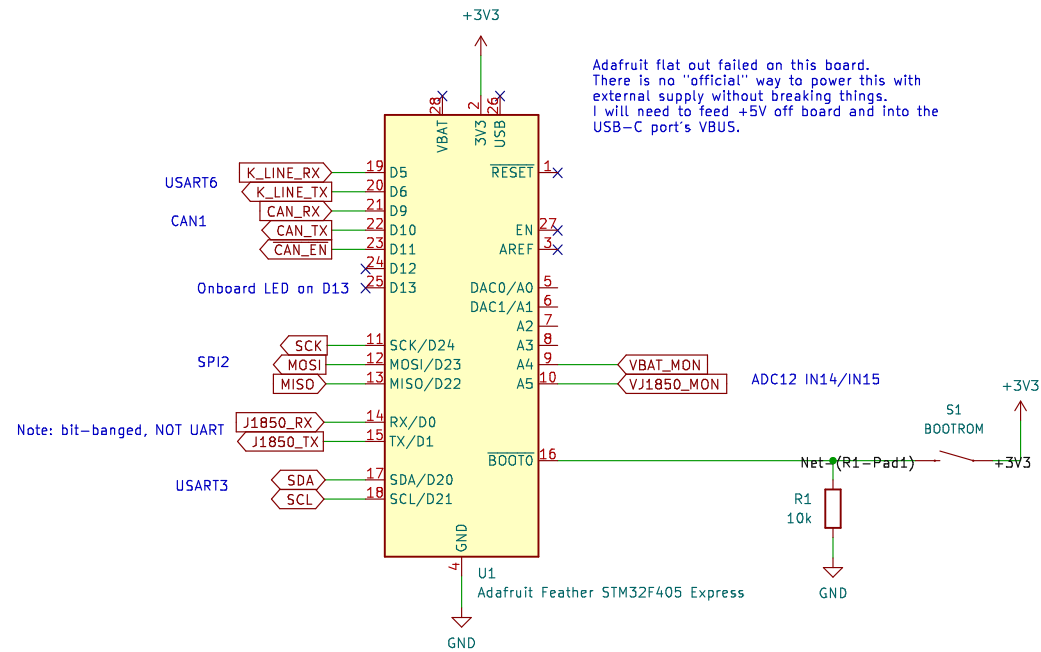 +3V3
Adafruit flat out failed on this board.
There is no "official" way to power this with
external supply without breaking things.
I will need to feed +5V off board and into the
USB-C port's VBUS.
28 2 26
VBAT 3V3 USB
K_LINE_RX 19 D5 RESET 1
USART6
K_LINE_TX 20 D6
CAN_RX 21 D9
CAN1
CAN_TX 22 D10 EN 27
CAN_EN 23 D11 AREF 3
24 D12
Onboard LED on D13 25 D13 DAC0/A0 5
DAC1/A1 6
A2 7
SCK 11 SCK/D24 A3 8
SPI2
MOSI 12 MOSI/D23 A4 9 VBAT_MON
MISO 13 MISO/D22 A5 10 VJ1850_MON
ADC12 IN14/IN15
+3V3
S1
BOOTROM
J1850_RX 14 RX/D0
Note: bit-banged, NOT UART
J1850_TX 15 TX/D1
BOOT0 16 Net-(R1-Pad1) +3V3
SDA 17 SDA/D20
USART3
SCL 18 SCL/D21
R1
10k
GND
4
U1
Adafruit Feather STM32F405 Express
GND
GND